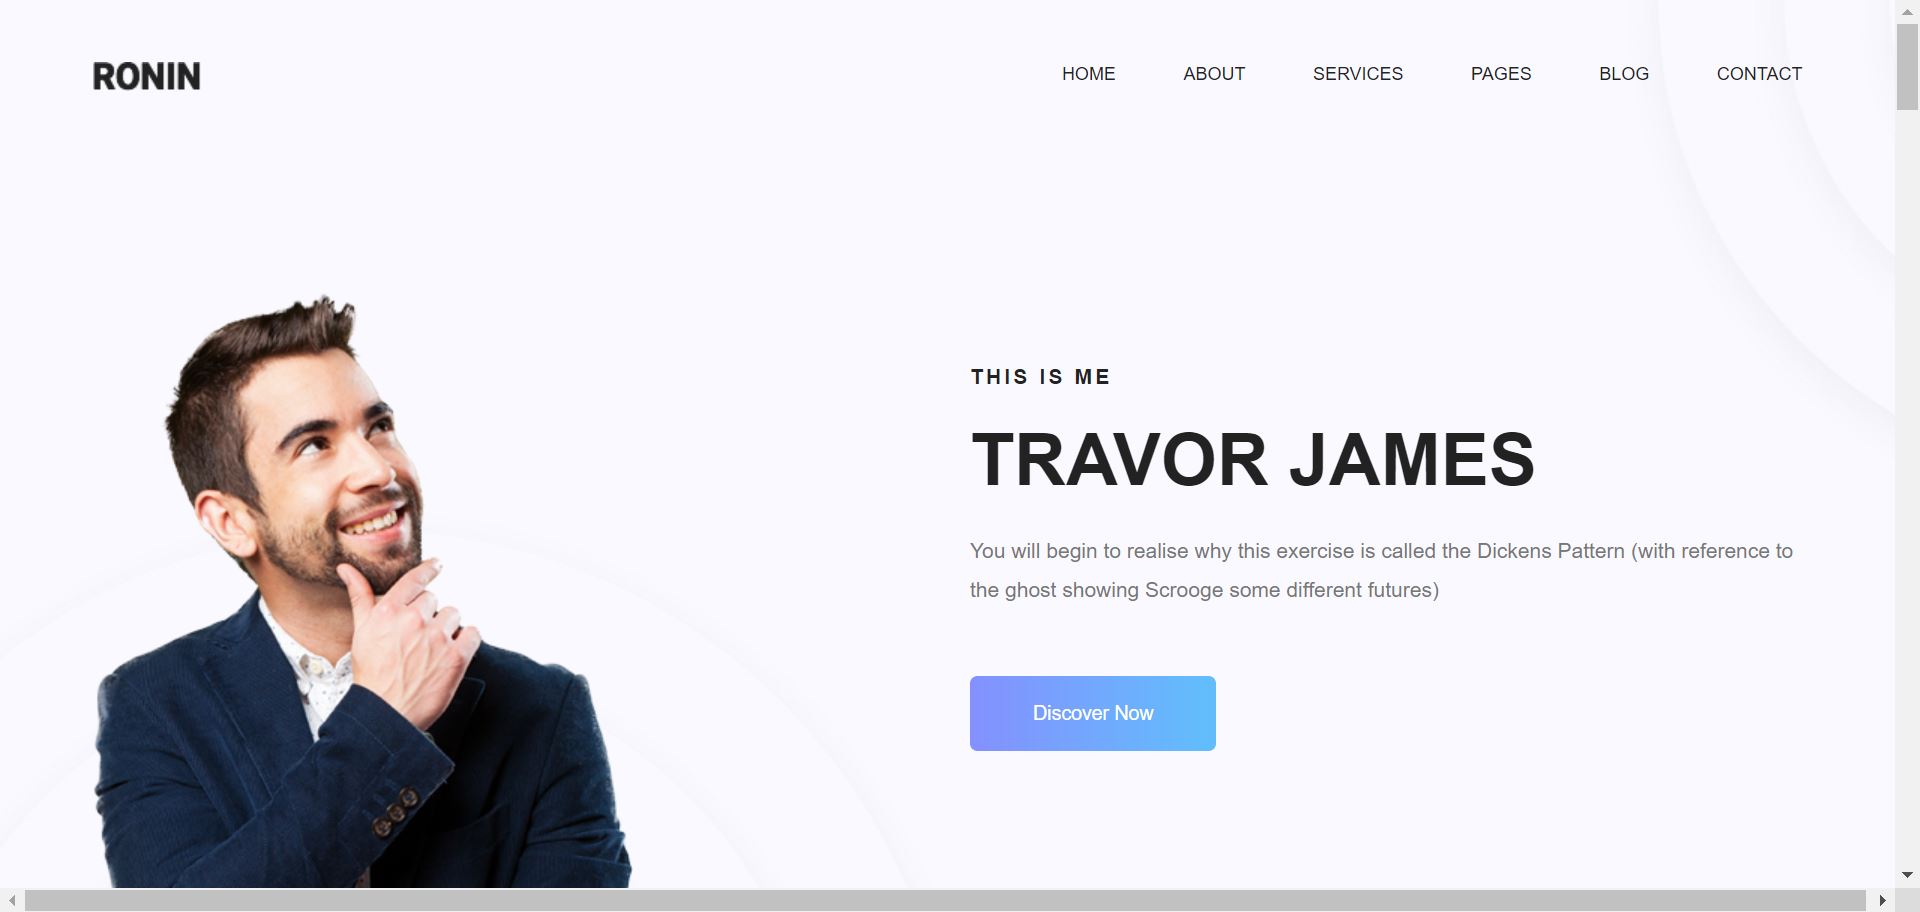 RONIN
HOME ABOUT SERVICES PAGES BLOG CONTACT
THIS IS ME
TRAVOR JAMES
You will begin to realise why this exercise is called the Dickens Pattern (with reference to
the ghost showing Scrooge some different futures)
Discover Now